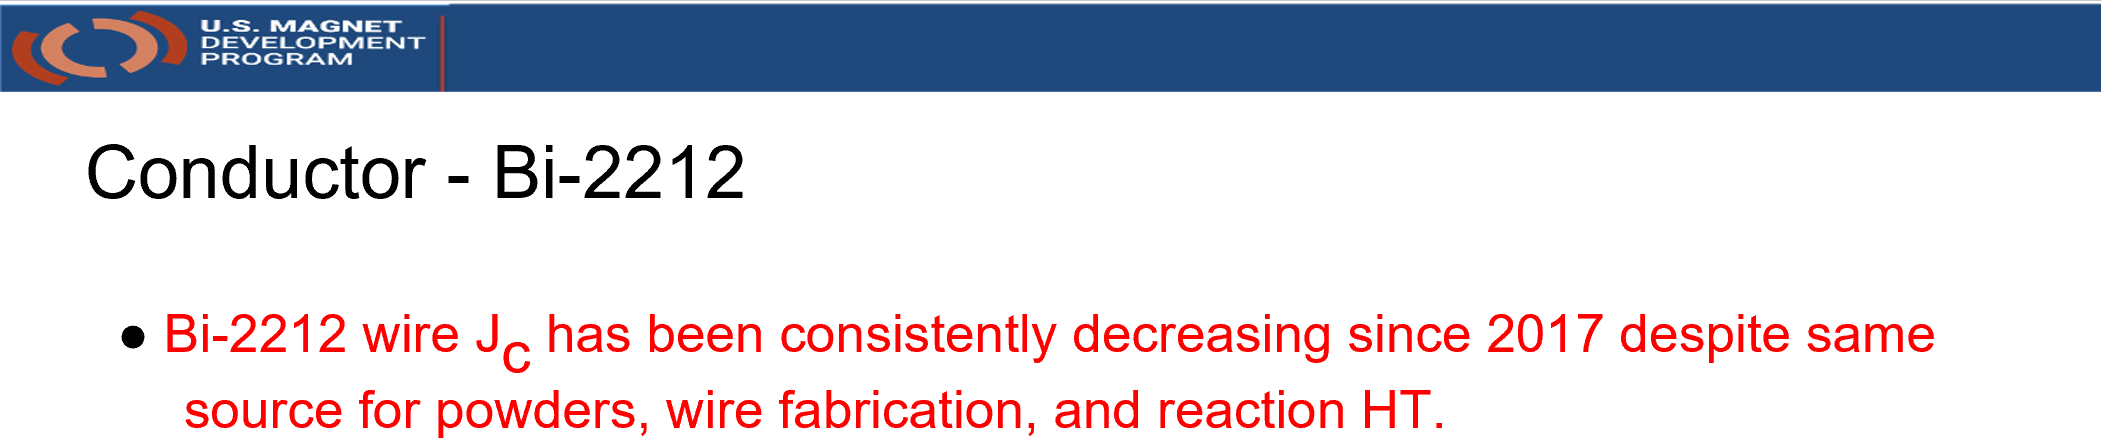 U.S. MAGNET
DEVELOPMENT
PROGRAM
Conductor - Bi-2212
● Bi-2212 wire Jc has been consistently decreasing since 2017 despite same
source for powders, wire fabrication, and reaction HT.